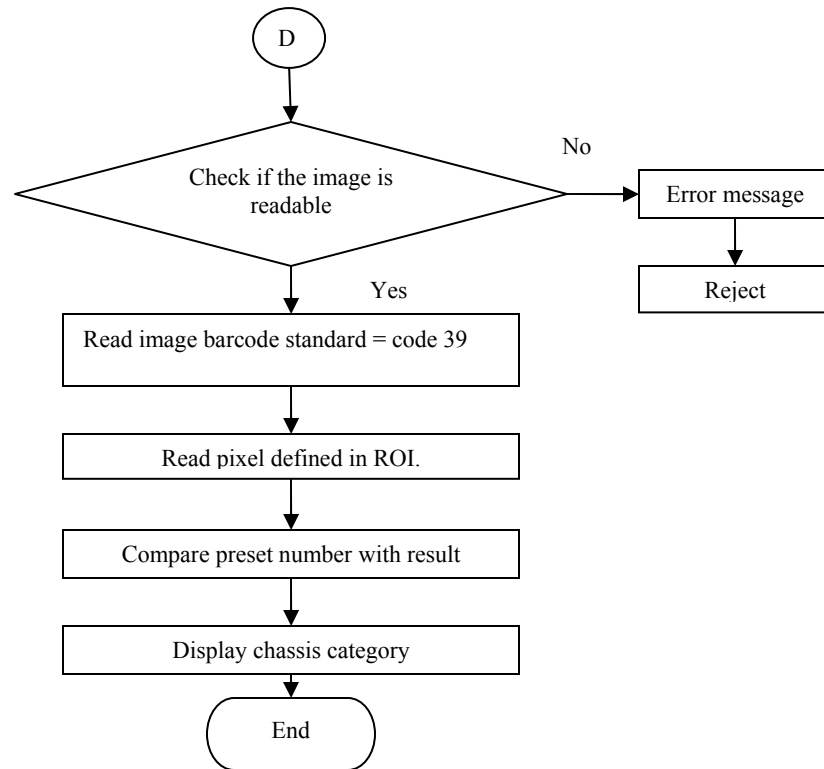 D
Check if the image is
readable
No
Error message
Reject
Yes
Read image barcode standard = code 39
Read pixel defined in ROI.
Compare preset number with result
Display chassis category
End